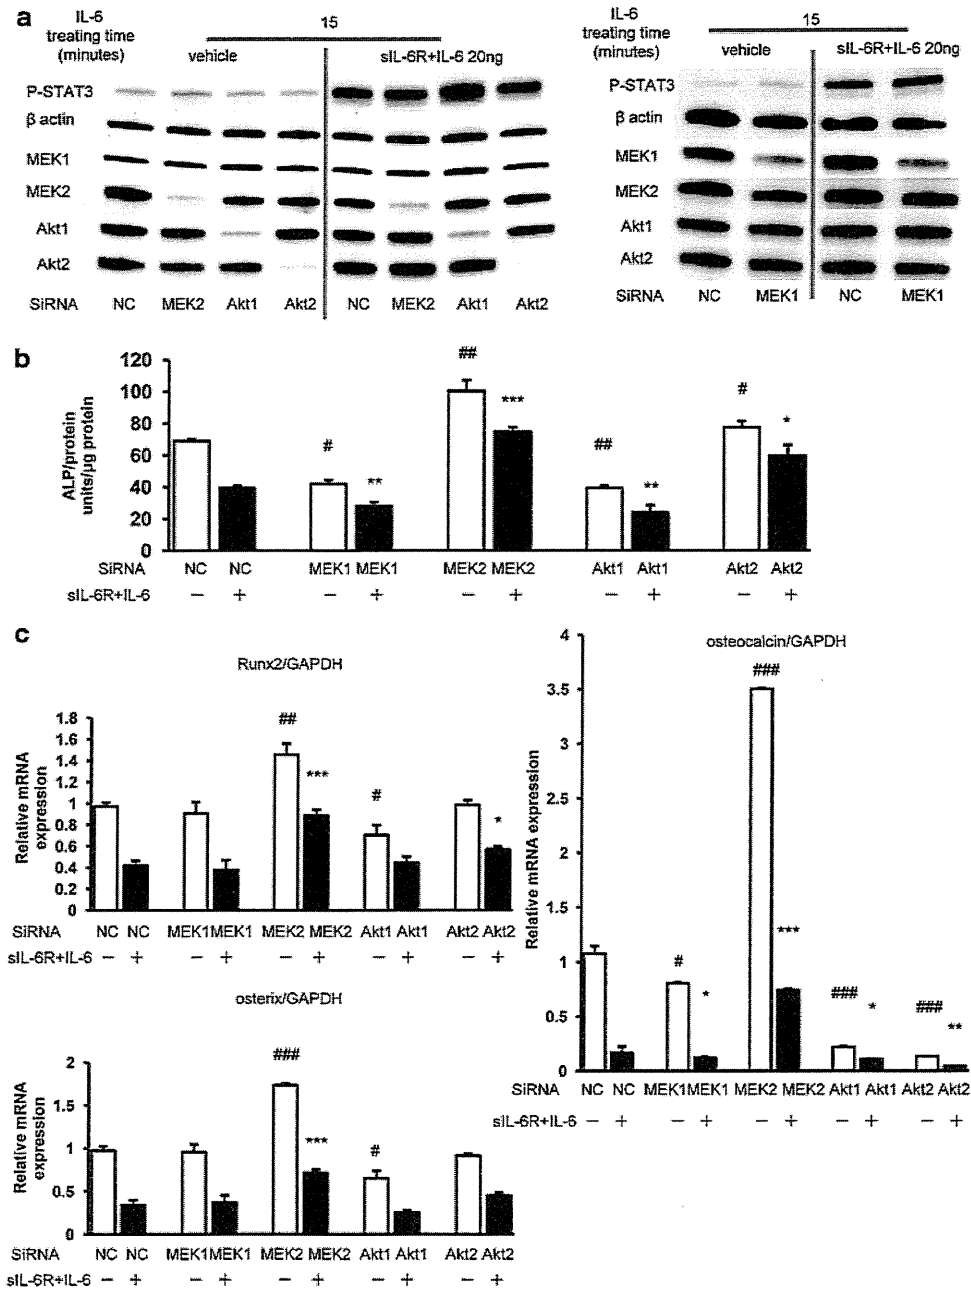 a
IL-6 treating time (minutes)
15
vehicle
sIL-6R+IL-6 20ng
P-STAT3
β actin
MEK1
MEK2
Akt1
Akt2
SiRNA NC MEK2 Akt1 Akt2 NC MEK2 Akt1 Akt2
IL-6 treating time (minutes)
15
vehicle
sIL-6R+IL-6 20ng
P-STAT3
β actin
MEK1
MEK2
Akt1
Akt2
SiRNA NC MEK1 NC MEK1
b
ALP/protein
units/μg protein
120
100
80
60
40
20
0
# ** ## *** ## ** # *
SiRNA NC NC MEK1 MEK1 MEK2 MEK2 Akt1 Akt1 Akt2 Akt2
sIL-6R+IL-6 − + − + − + − + − +
c
Runx2/GAPDH
Relative mRNA
expression
1.8
1.6
1.4
1.2
1
0.8
0.6
0.4
0.2
0
## *** # *
SiRNA NC NC MEK1 MEK1 MEK2 MEK2 Akt1 Akt1 Akt2 Akt2
sIL-6R+IL-6 − + − + − + − + − +
osterix/GAPDH
Relative mRNA
expression
2
1.5
1
0.5
0
### *** #
SiRNA NC NC MEK1 MEK1 MEK2 MEK2 Akt1 Akt1 Akt2 Akt2
sIL-6R+IL-6 − + − + − + − + − +
osteocalcin/GAPDH
Relative mRNA expression
4
3.5
3
2.5
2
1.5
1
0.5
0
# * ### *** ### * ### **
SiRNA NC NC MEK1 MEK1 MEK2 MEK2 Akt1 Akt1 Akt2 Akt2
sIL-6R+IL-6 − + − + − + − + − +